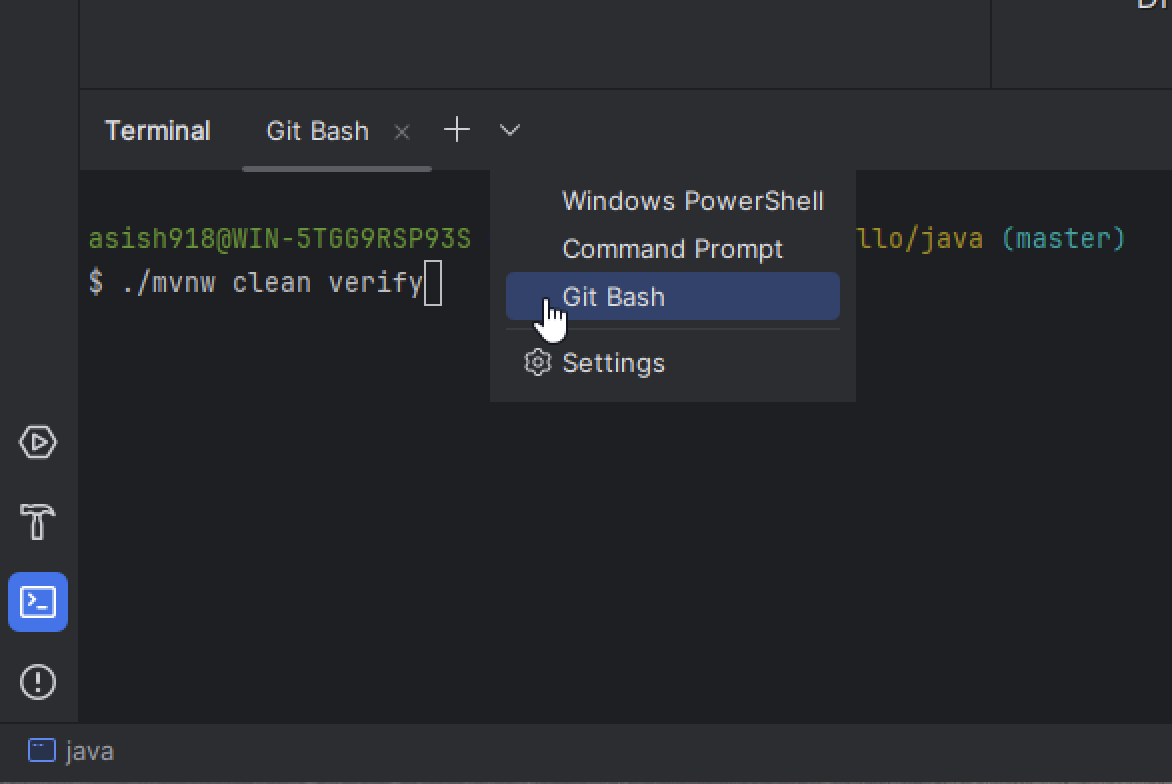 Terminal Git Bash
Windows PowerShell
asish918@WIN-5TGG9RSP93S llo/java (master)
Command Prompt
$ ./mvnw clean verify
Git Bash
Settings
java